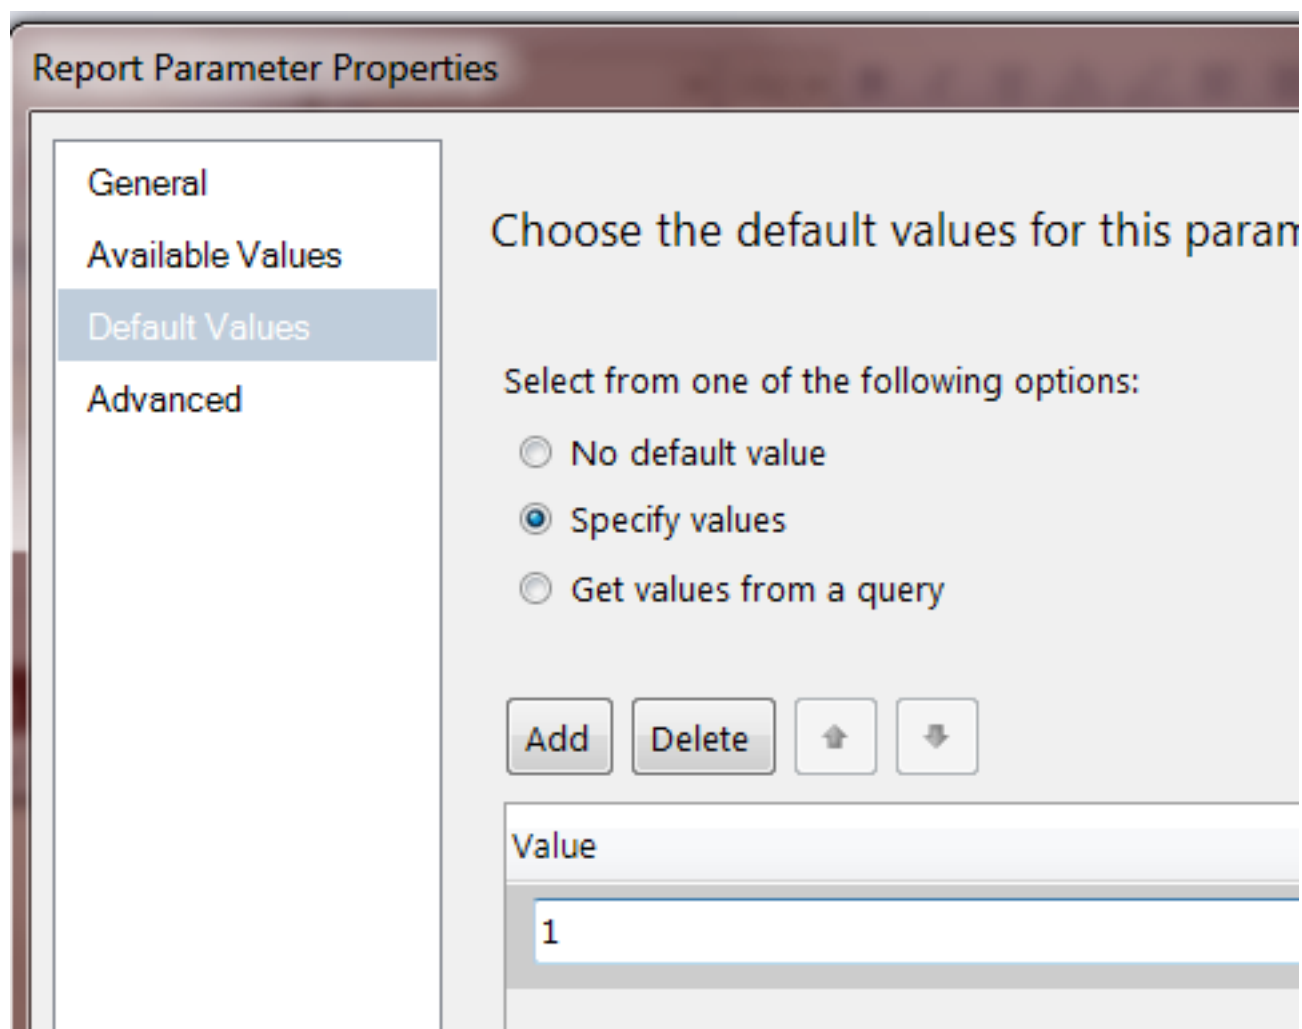 Report Parameter Properties
General
Available Values
Default Values
Advanced
Choose the default values for this
Select from one of the following options:
No default value
Specify values
Get values from a query
Add
Delete
Value
1